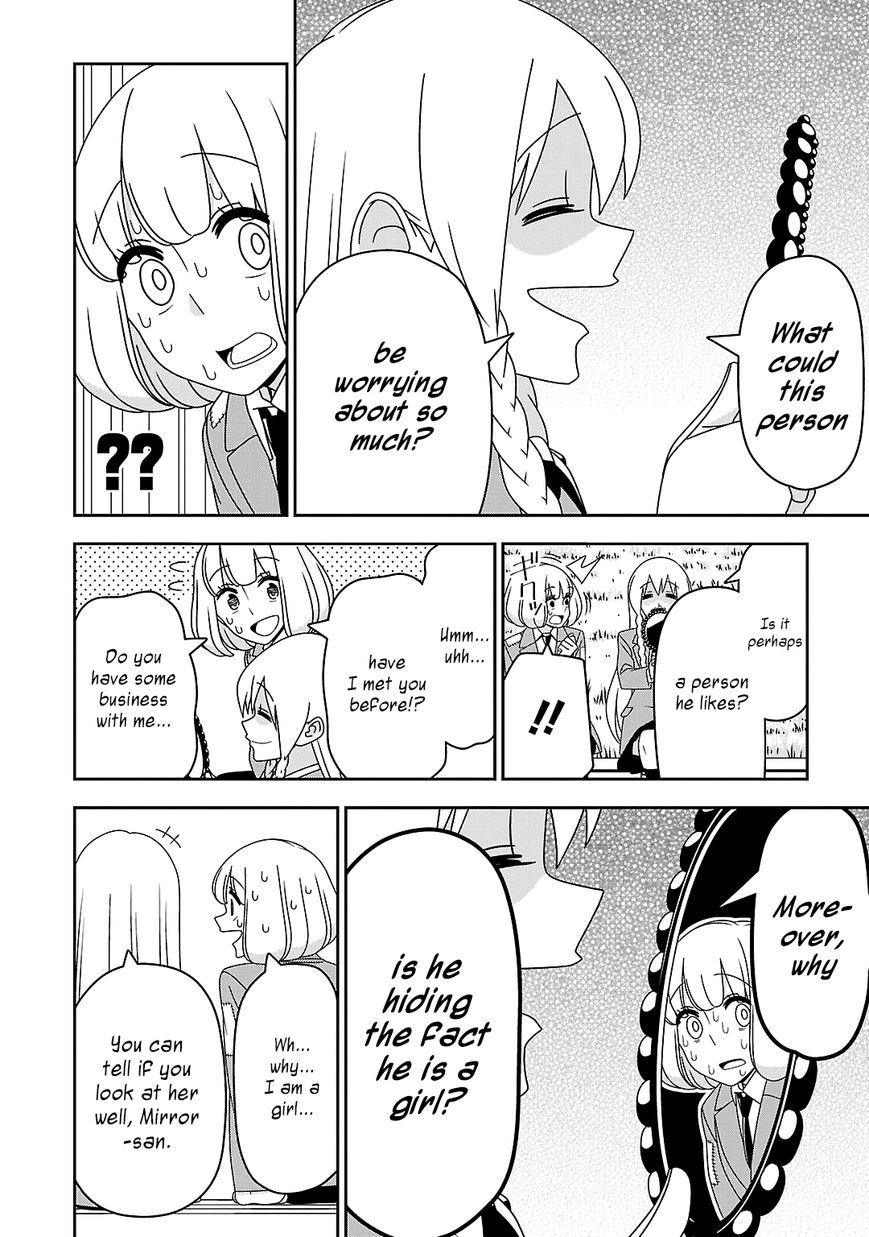 What
could
this
person
be
worrying
about so
much?
??
Is it
perhaps
a person
he likes?
!!
Umm...
uhh...
have
I met you
before!?
Do you
have some
business
with me...
More-
over,
why
is he
hiding
the fact
he is a
girl?
Wh...
why...
I am a
girl...
You can
tell if you
look at her
well, Mirror
-san.